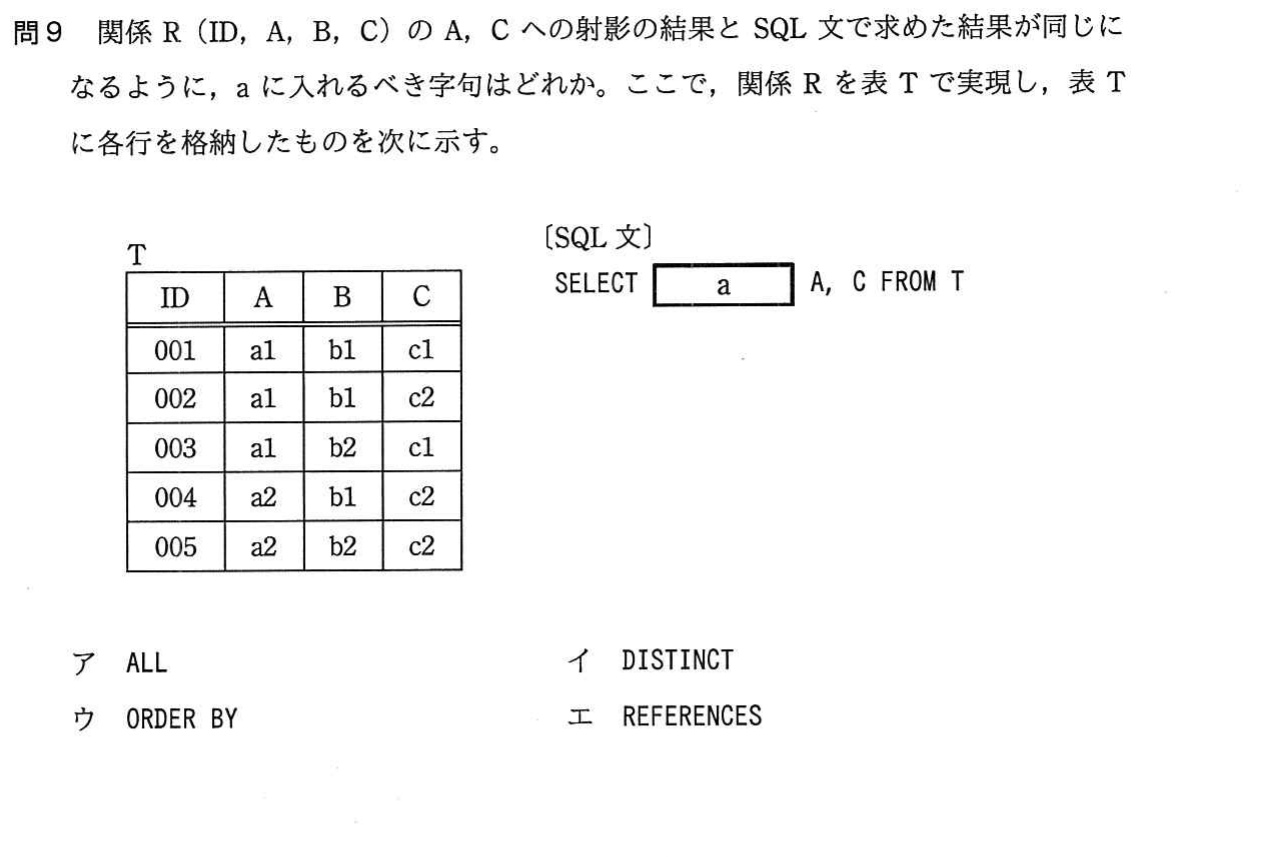 問9 関係 R（ID，A，B，C）の A，C への射影の結果と SQL 文で求めた結果が同じに
なるように，a に入れるべき字句はどれか。ここで，関係 R を表 T で実現し，表 T
に各行を格納したものを次に示す。
〔SQL 文〕
T
SELECT a A, C FROM T
ID A B C
001 a1 b1 c1
002 a1 b1 c2
003 a1 b2 c1
004 a2 b1 c2
005 a2 b2 c2
ア ALL イ DISTINCT
ウ ORDER BY エ REFERENCES